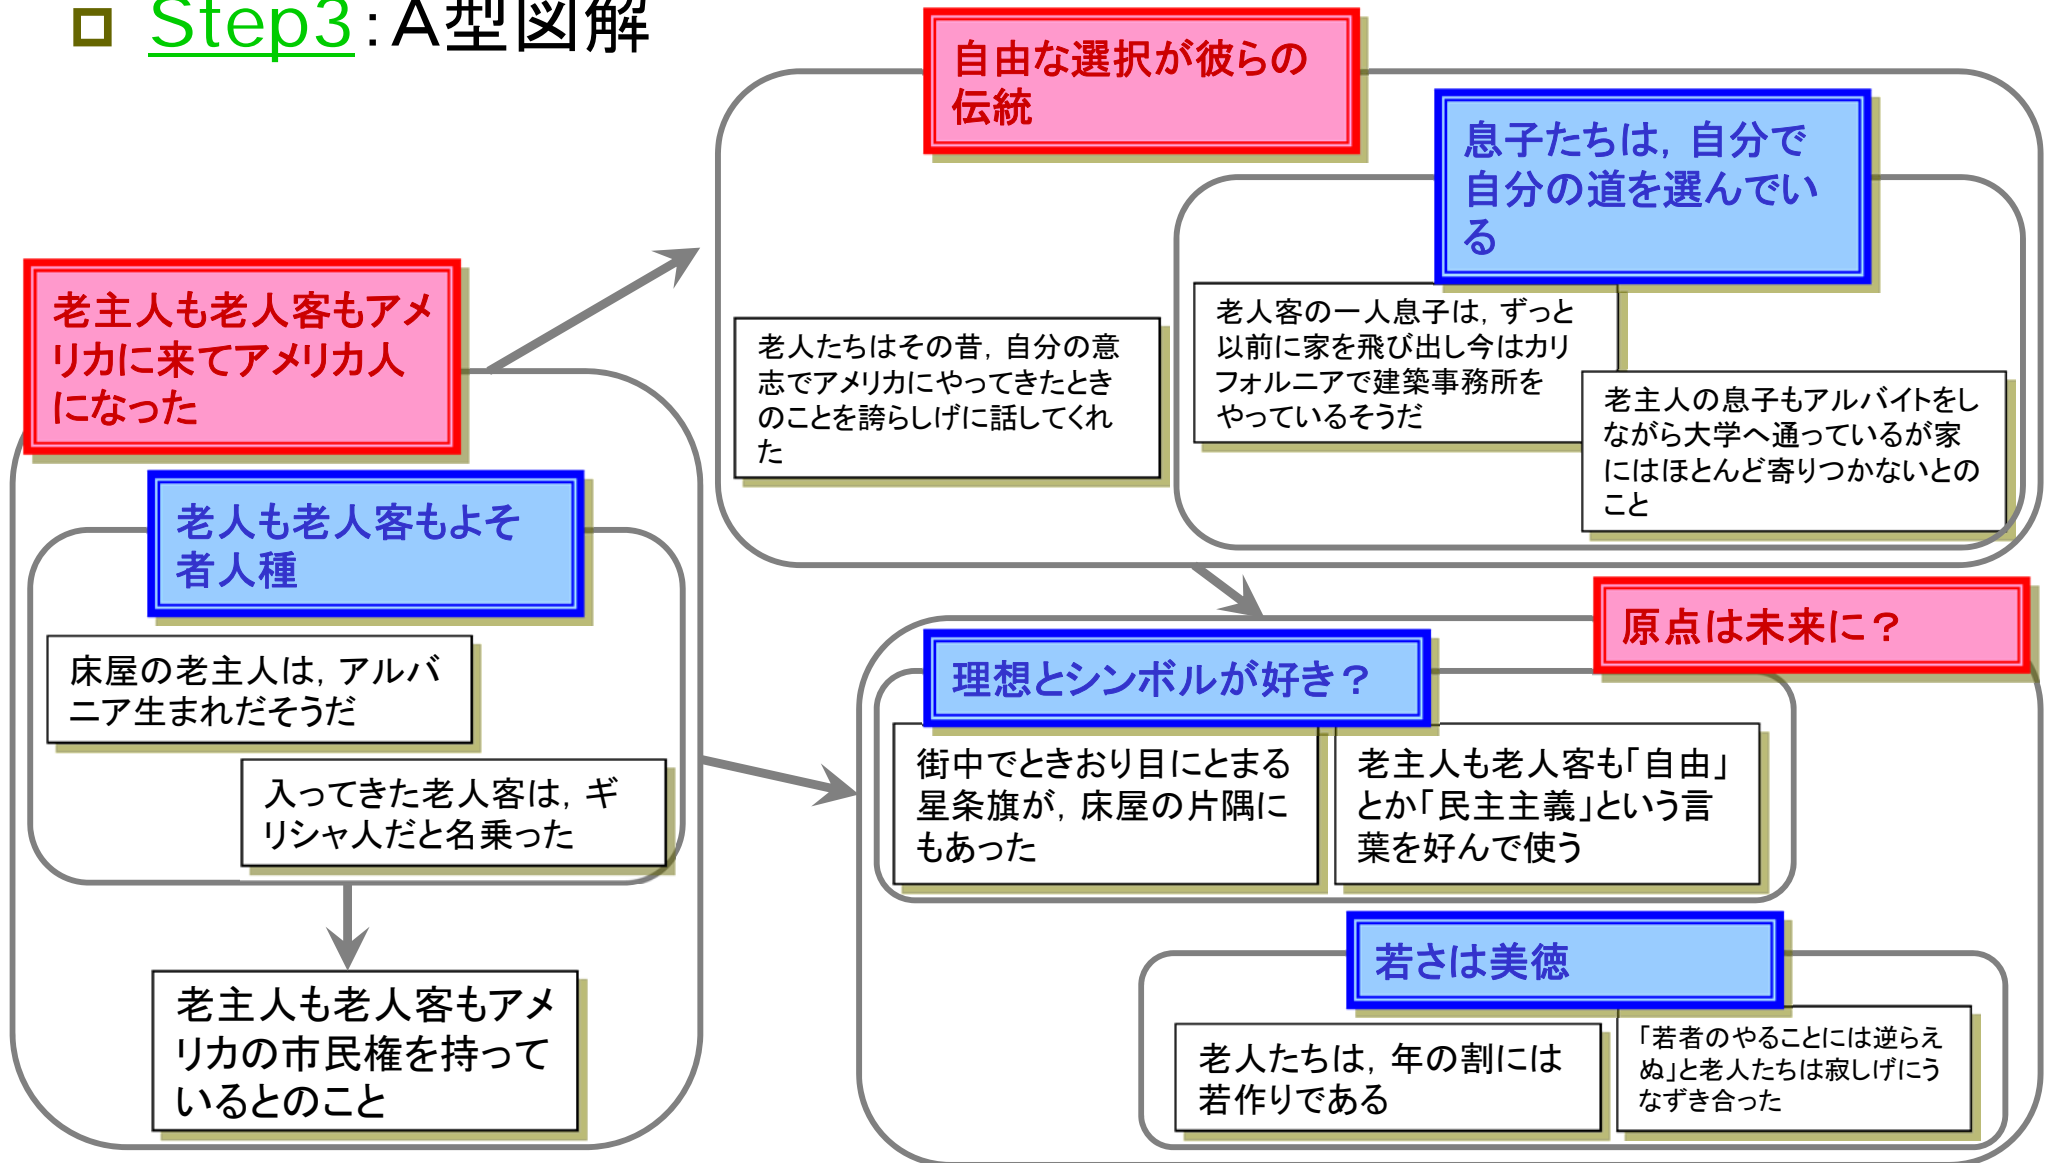 Step3:A型図解
自由な選択が彼らの
伝統
息子たちは,自分で
自分の道を選んでい
る
老人たちはその昔,自分の意
志でアメリカにやってきたとき
のことを誇らしげに話してくれ
た
老人客の一人息子は,ずっと
以前に家を飛び出し今はカリ
フォルニアで建築事務所を
やっているそうだ
老主人の息子もアルバイトをし
ながら大学へ通っているが家
にはほとんど寄りつかないとの
こと
老主人も老人客もアメ
リカに来てアメリカ人
になった
老人も老人客もよそ
者人種
床屋の老主人は,アルバ
ニア生まれだそうだ
入ってきた老人客は,ギ
リシャ人だと名乗った
老主人も老人客もアメ
リカの市民権を持って
いるとのこと
原点は未来に?
理想とシンボルが好き?
街中でときおり目にとまる
星条旗が,床屋の片隅に
もあった
老主人も老人客も「自由」
とか「民主主義」という言
葉を好んで使う
若さは美徳
老人たちは,年の割には
若作りである
「若者のやることには逆らえ
ぬ」と老人たちは寂しげにう
なずき合った